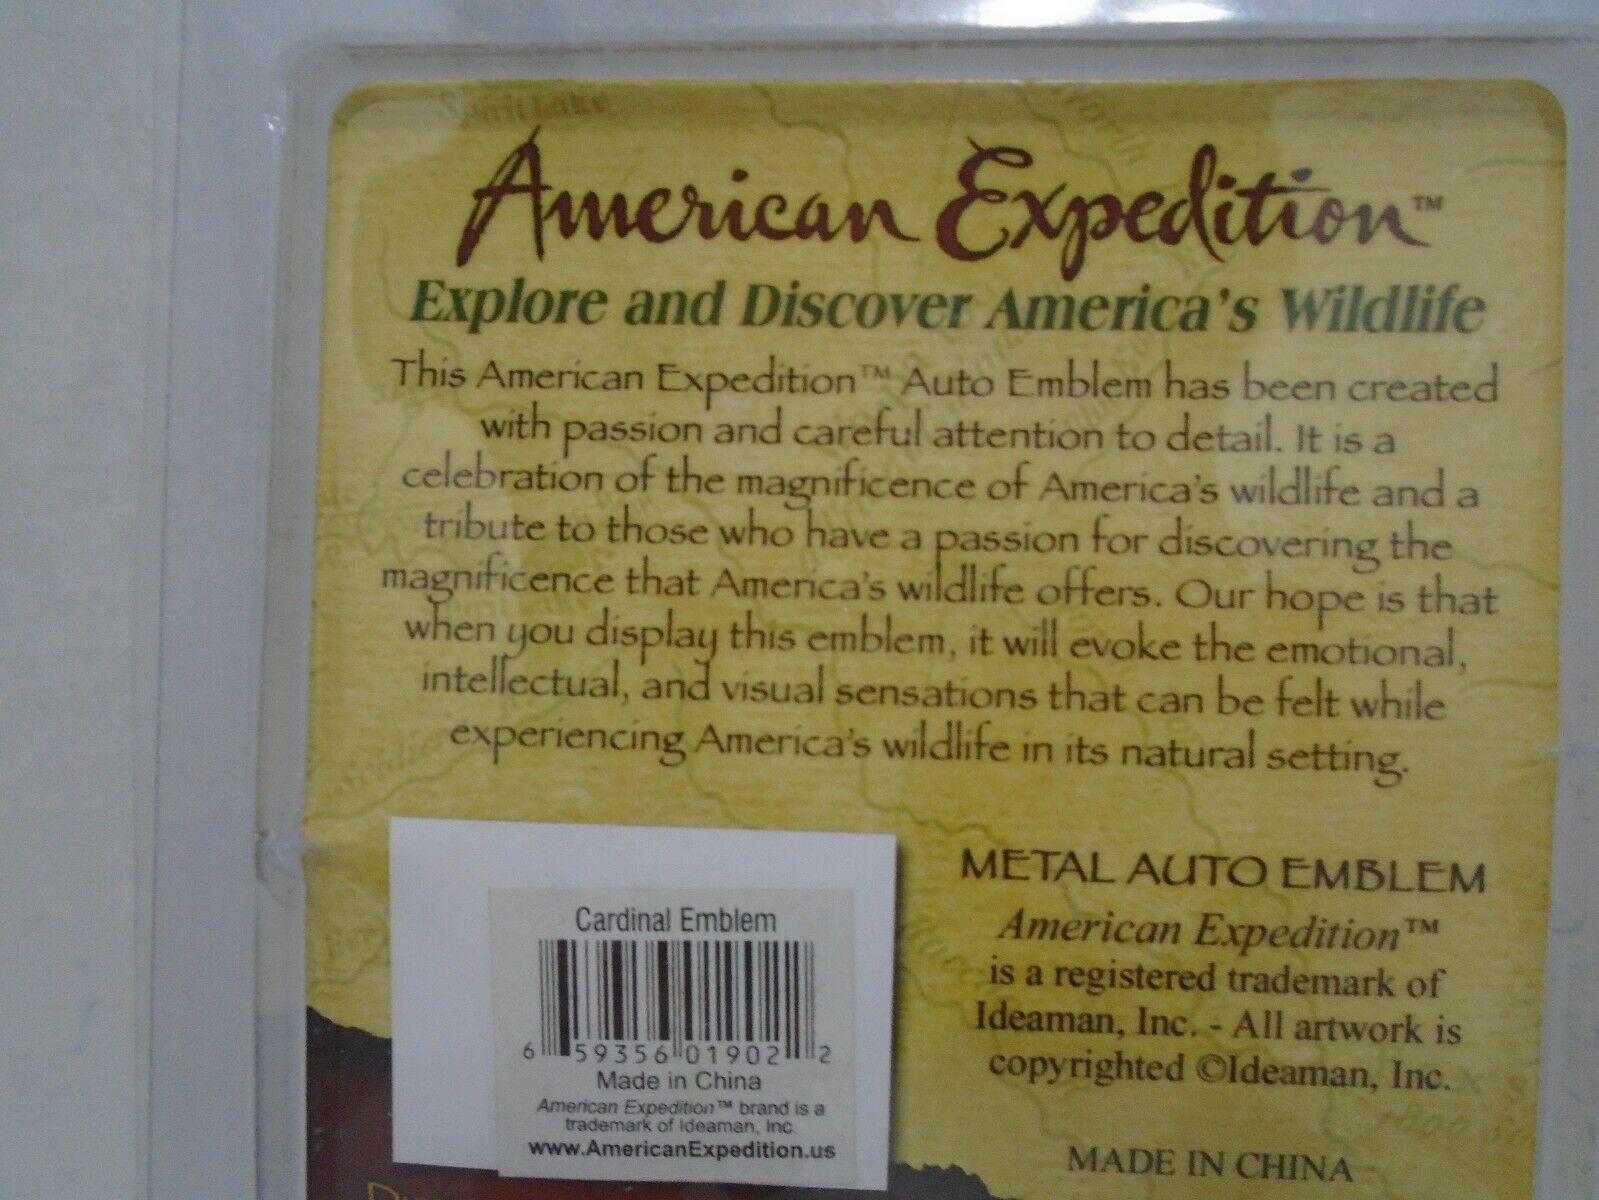 American Expedition™
Explore and Discover America's Wildlife
This American Expedition™ Auto Emblem has been created
with passion and careful attention to detail. It is a
celebration of the magnificence of America's wildlife and a
tribute to those who have a passion for discovering the
magnificence that America's wildlife offers. Our hope is that
when you display this emblem, it will evoke the emotional,
intellectual, and visual sensations that can be felt while
experiencing America's wildlife in its natural setting.
Cardinal Emblem
6 59356 01902 2
Made in China
American Expedition™ brand is a
trademark of Ideaman, Inc.
www.AmericanExpedition.us
METAL AUTO EMBLEM
American Expedition™
is a registered trademark of
Ideaman, Inc. - All artwork is
copyrighted ©Ideaman, Inc.
MADE IN CHINA